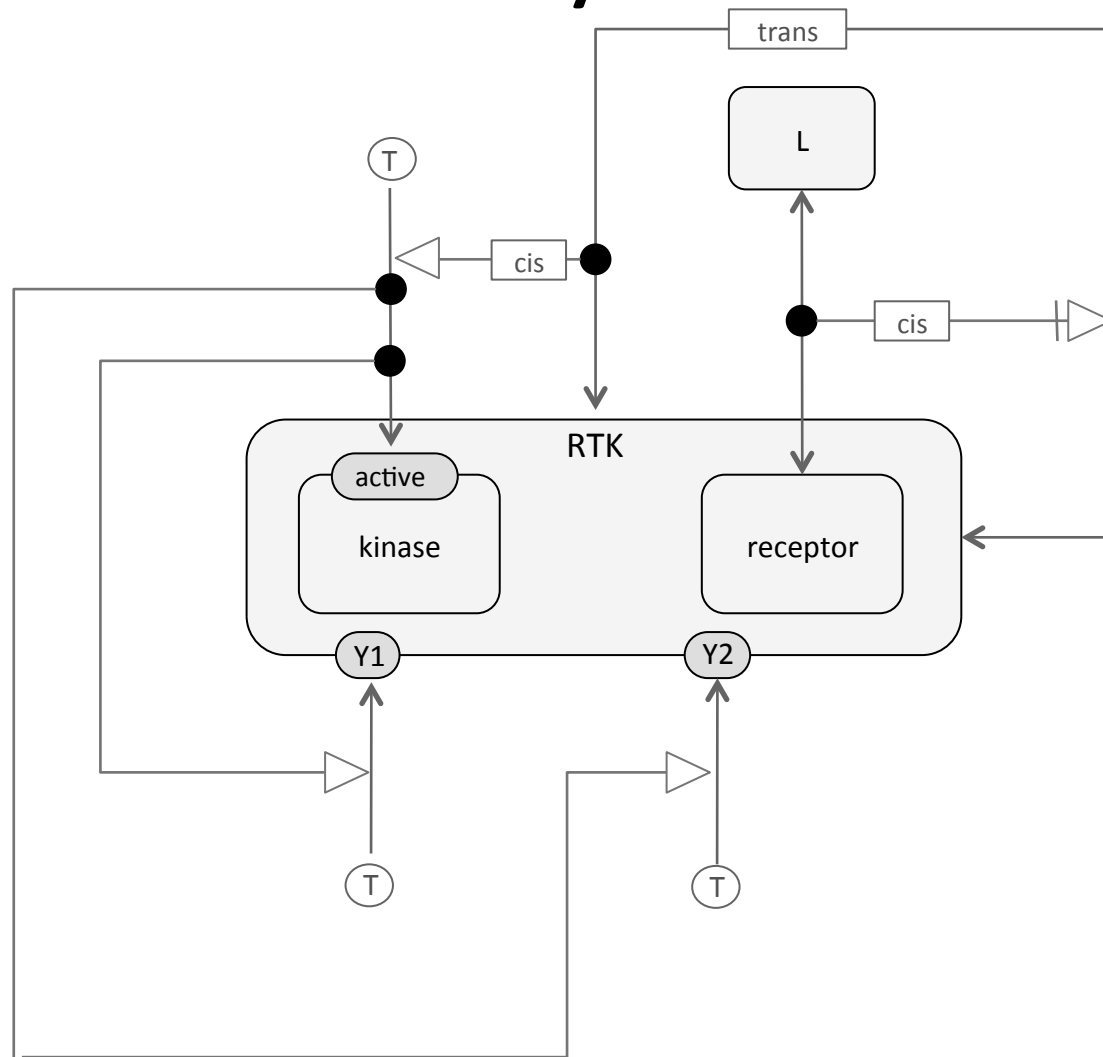 trans
L
T
cis
cis
RTK
active
kinase
receptor
Y1
Y2
T
T